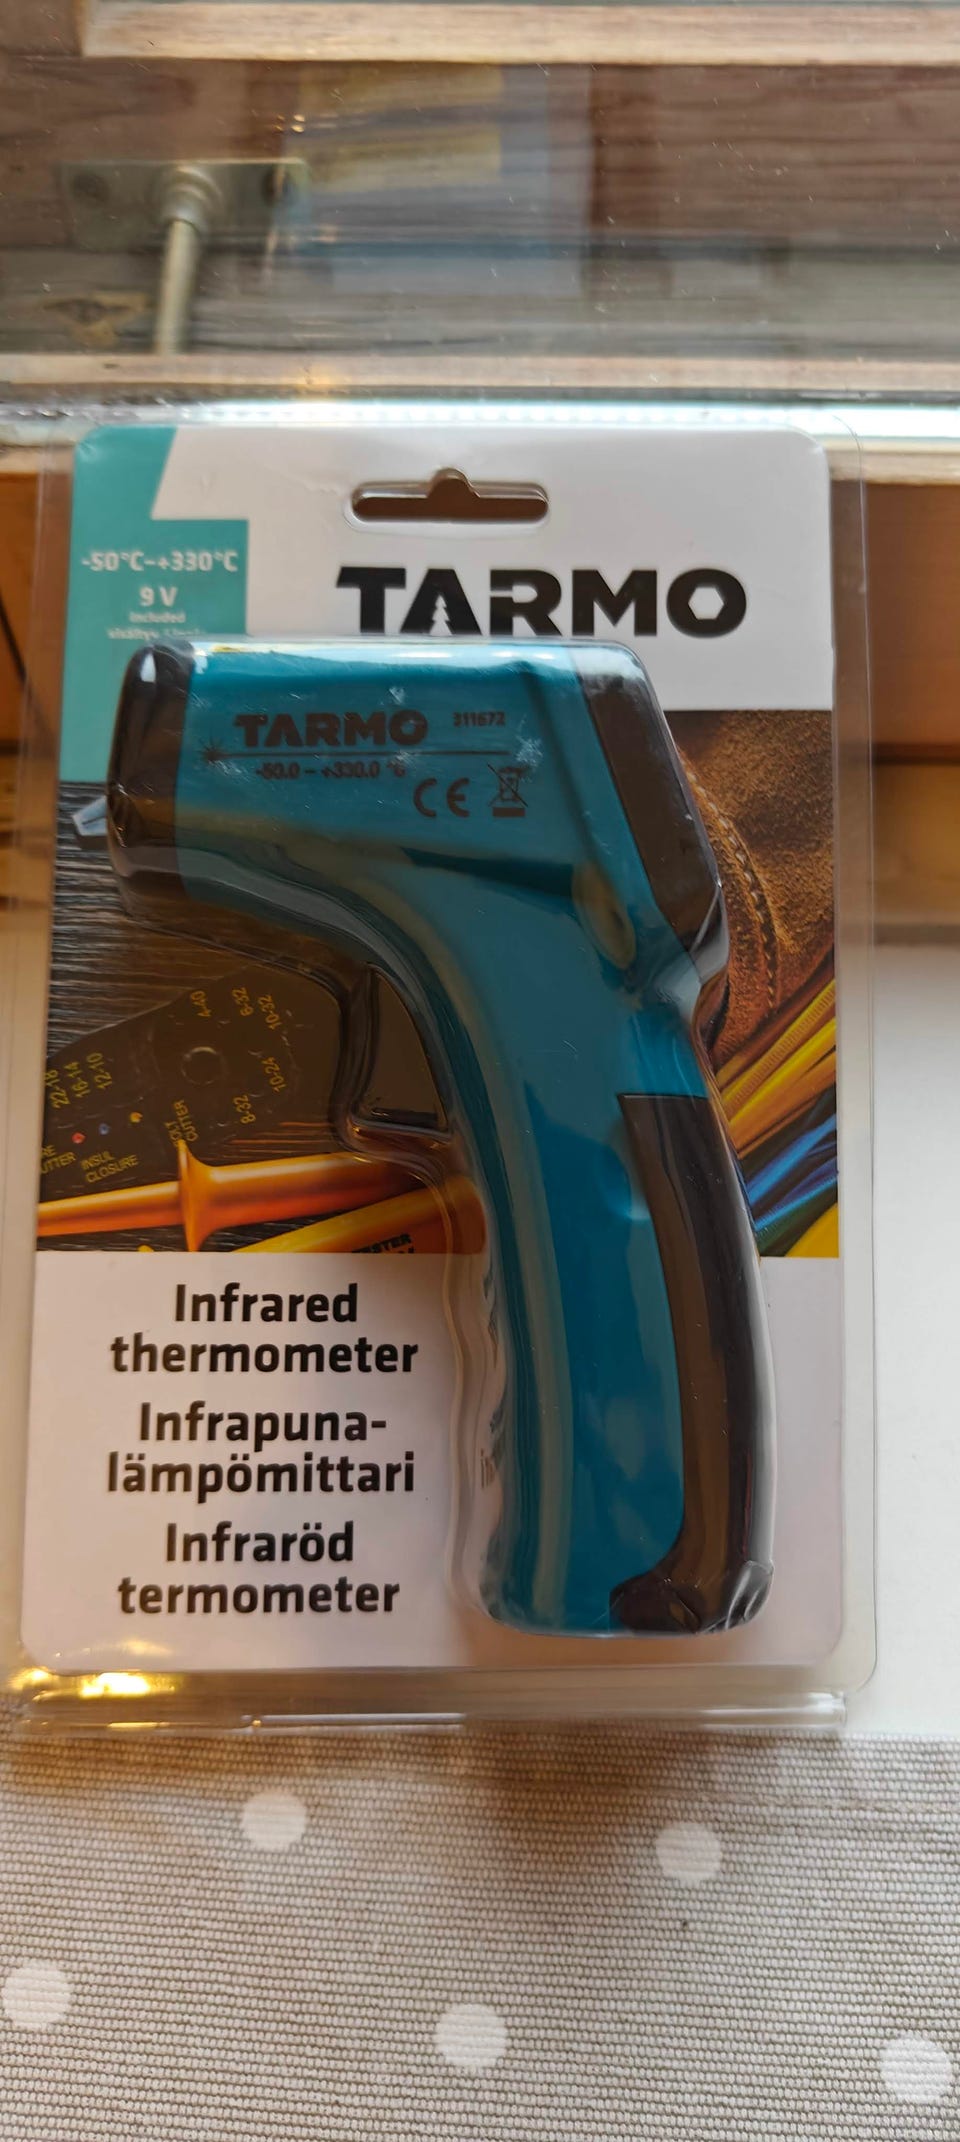 -50°C–+330°C
9 V
Included
TARMO
TARMO 311672
-50.0 – +330.0 °C
CE
4-40
6-32
10-32
22-18
16-14
12-10
10-24
8-32
CUTTER
INSUL
CLOSURE
Infrared
thermometer
Infrapuna-
lämpömittari
Infraröd
termometer